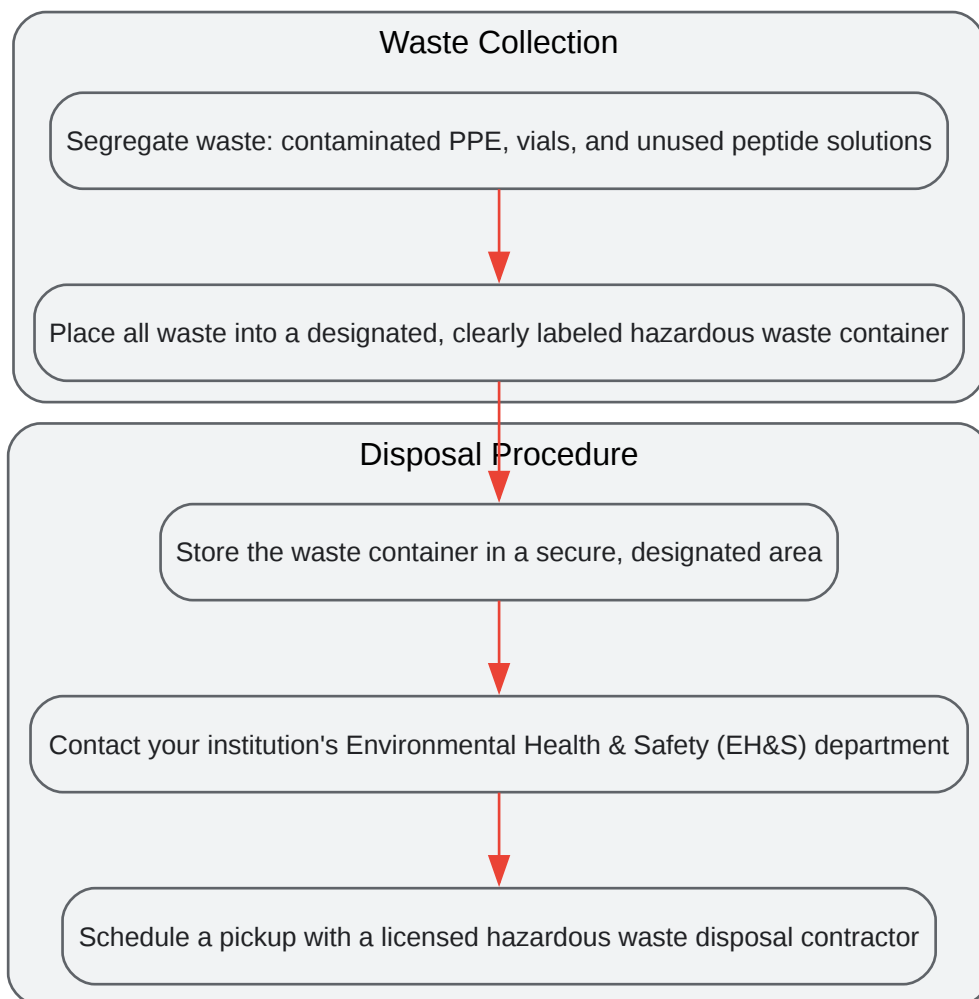 Waste Collection
Segregate waste: contaminated PPE, vials, and unused peptide solutions
Place all waste into a designated, clearly labeled hazardous waste container
Disposal Procedure
Store the waste container in a secure, designated area
Contact your institution's Environmental Health & Safety (EH&S) department
Schedule a pickup with a licensed hazardous waste disposal contractor